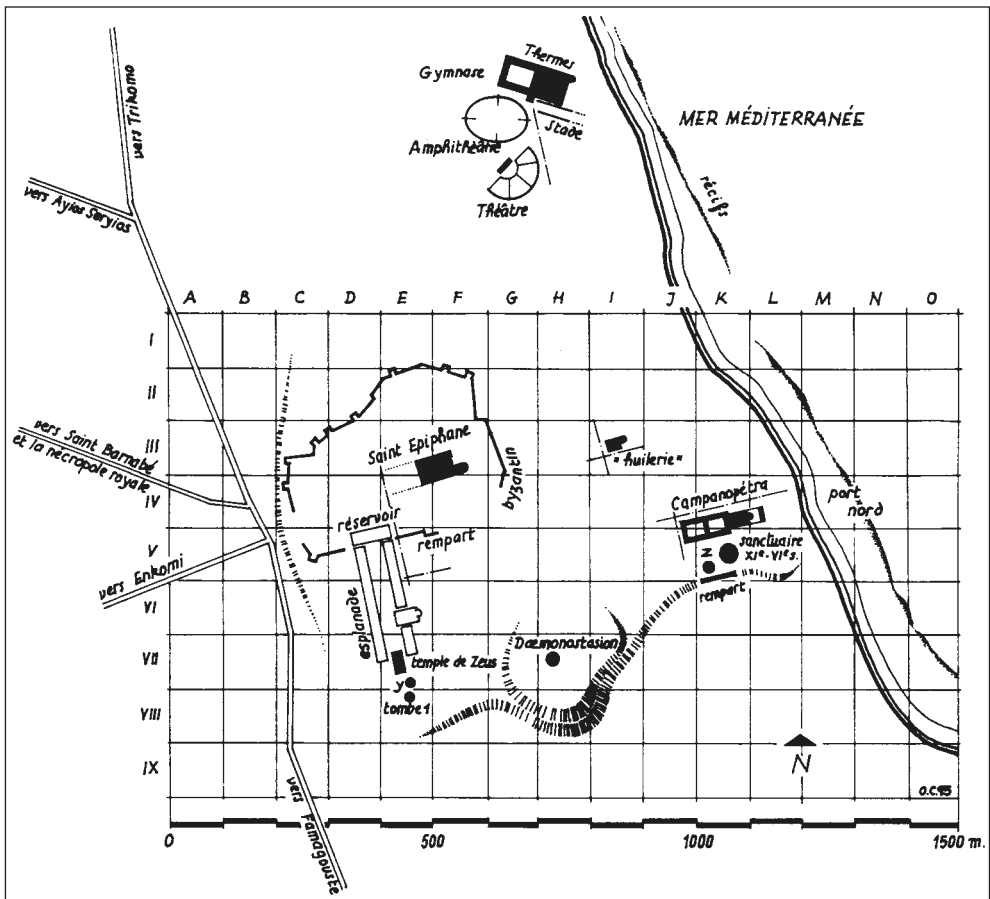 Thermes
Gymnase
Stade
Amphithéâtre
Théâtre
MER MÉDITERRANÉE
récifs
vers Trikomo
vers Ayios Seryios
A B C D E F G H I J K L M N O
I
II
III
IV
V
VI
VII
VIII
IX
vers Saint Barnabé
et la nécropole royale
vers Enkomi
Saint Epiphane
byzantin
rempart
réservoir
esplanade
temple de Zeus
Y
tombe 1
"huilerie"
Campanopétra
port
nord
sanctuaire
XIe-VIe s.
Z
rempart
Daemonostasion
N
O.C.95
vers Famagouste
0 500 1000 1500 m.